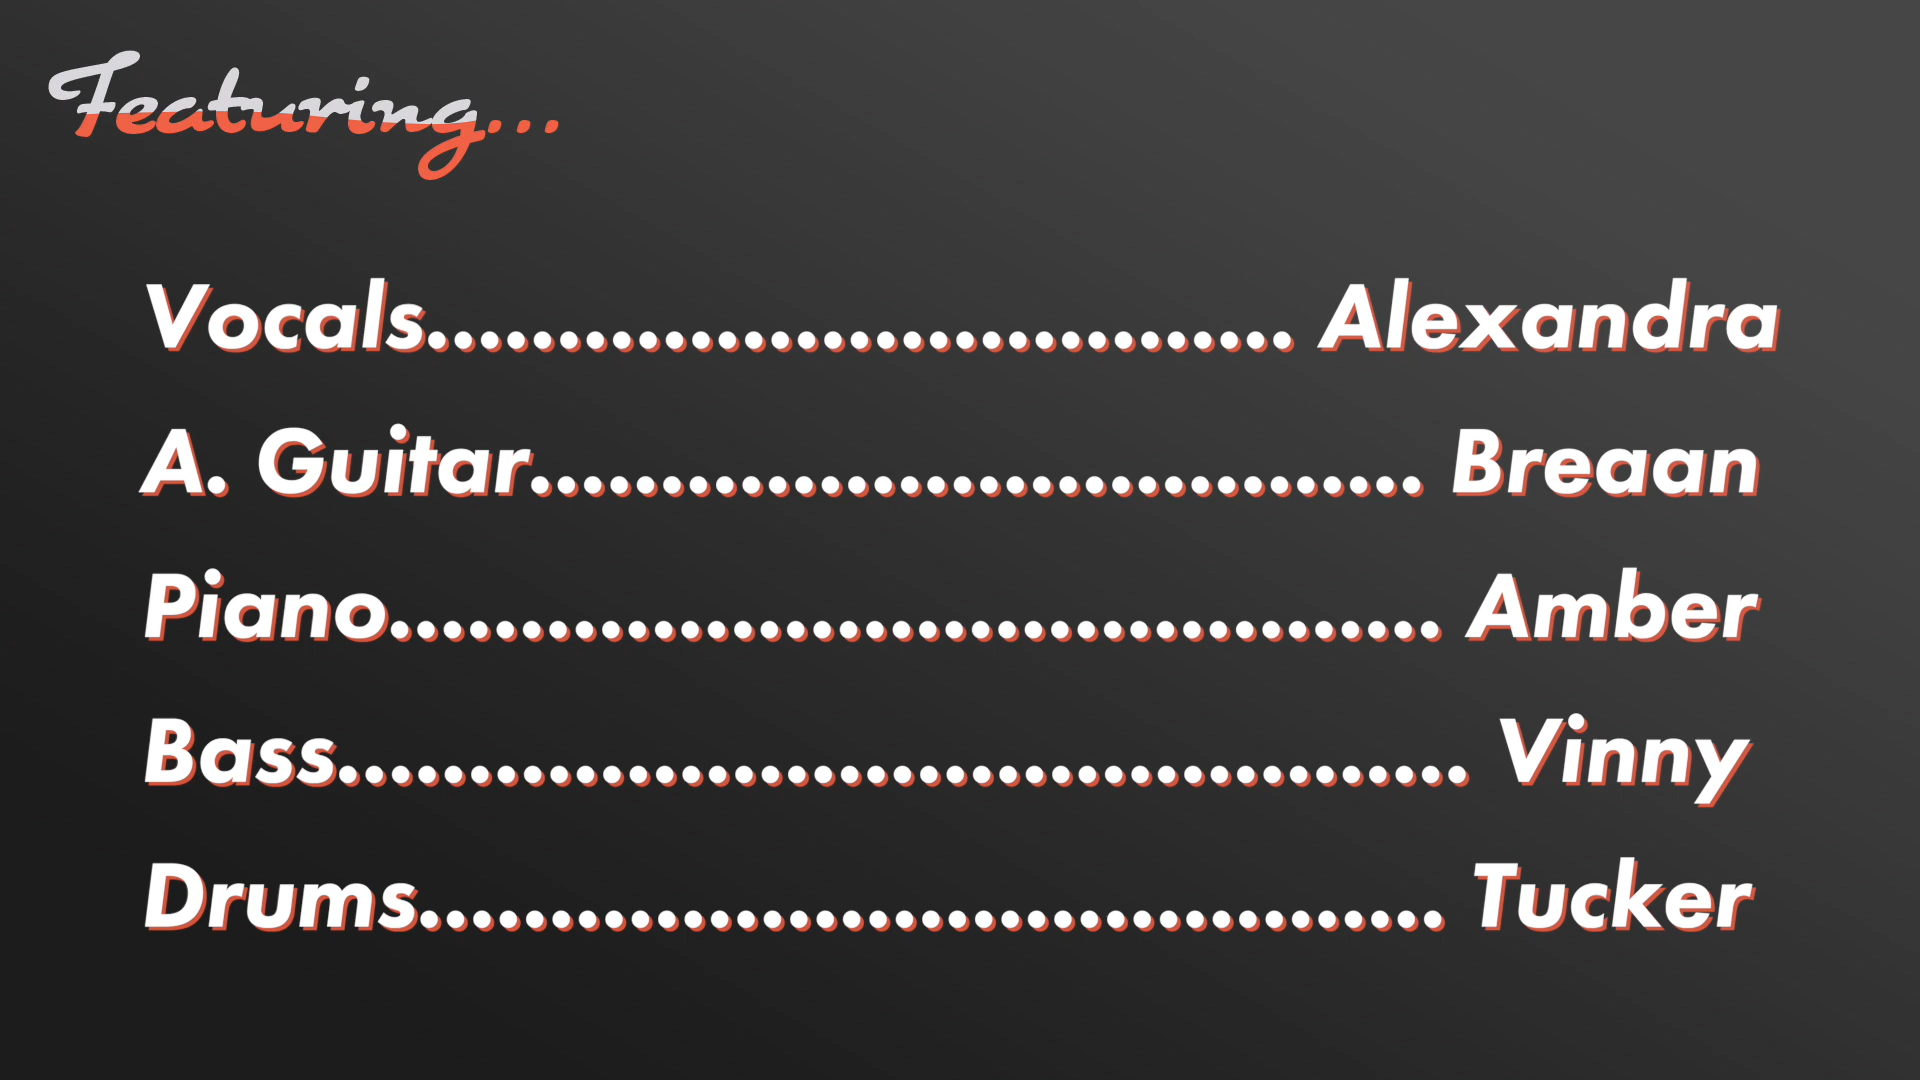 Featuring...
Vocals................................. Alexandra
A. Guitar.................................. Breaan
Piano........................................ Amber
Bass........................................... Vinny
Drums....................................... Tucker